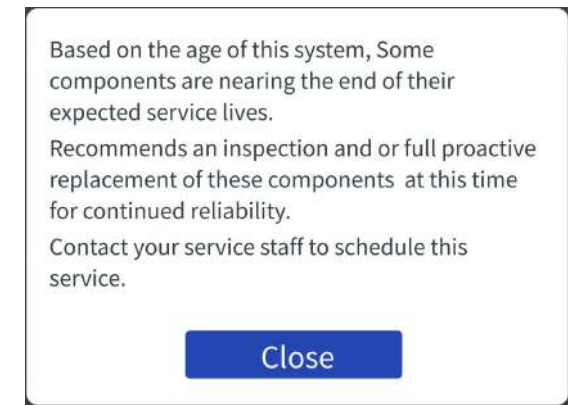 Based on the age of this system, Some
components are nearing the end of their
expected service lives.
Recommends an inspection and or full proactive
replacement of these components  at this time
for continued reliability.
Contact your service staff to schedule this
service.
Close